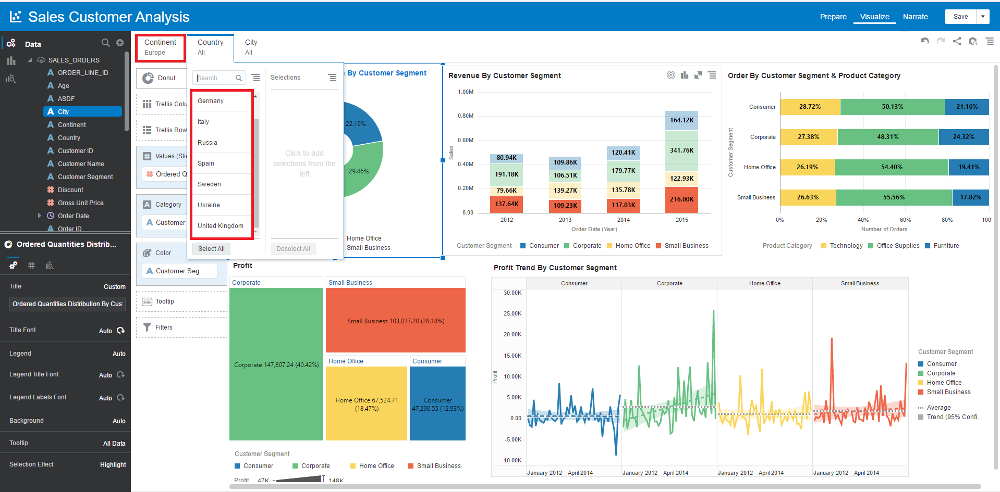 Sales Customer Analysis
Prepare
Visualize
Narrate
Save
Data
SALES_ORDERS
ORDER_LINE_ID
Age
ASDF
City
Continent
Country
Customer ID
Customer Name
Customer Segment
Discount
Gross Unit Price
Order Date
Order ID
Ordered Quantities Distrib...
Title
Custom
Ordered Quantities Distribution By Cus
Title Font
Auto
Legend
Auto
Legend Title Font
Auto
Legend Labels Font
Auto
Background
Auto
Tooltip
All Data
Selection Effect
Highlight
Continent
Europe
Country
All
City
All
Donut
Trellis Colu
Trellis Row
Values (Slic
Ordered Q
Category
Customer
Color
Customer Seg...
Tooltip
Filters
Search
Germany
Italy
Russia
Spain
Sweden
Ukraine
United Kingdom
Select All
Selections
Click to add
selections from the
left
Deselect All
By Customer Segment
22.19%
29.46%
Home Office
Small Business
Revenue By Customer Segment
Sales
1.00M
0.80M
0.60M
0.40M
0.20M
0.00
80.94K
191.18K
79.66K
137.64K
109.86K
106.51K
139.27K
109.23K
120.41K
179.77K
135.78K
117.03K
164.12K
341.76K
122.93K
216.00K
2012
2013
2014
2015
Order Date (Year)
Customer Segment
Consumer
Corporate
Home Office
Small Business
Order By Customer Segment & Product Category
Customer Segment
Consumer
28.72%
50.13%
21.16%
Corporate
27.38%
48.31%
24.32%
Home Office
26.19%
54.40%
19.41%
Small Business
26.63%
55.56%
17.82%
0%
20%
40%
60%
80%
100
Number of Orders
Product Category
Technology
Office Supplies
Furniture
Profit
Corporate
Corporate 147,807.24 (40.42%)
Small Business
Small Business 103,037.20 (28.18%)
Home Office
Home Office 67,524.71
(18.47%)
Consumer
Consumer
47,290.55 (12.93%)
Customer Segment
Consumer
Corporate
Home Office
Small Business
Profit
47K
148K
Profit Trend By Customer Segment
Consumer
Corporate
Home Office
Small Business
Profit
30.00K
25.00K
20.00K
15.00K
10.00K
5.00K
0.00
-5.00K
-10.00K
January 2012
April 2014
January 2012
April 2014
January 2012
April 2014
January 2012
April 2014
Customer Segment
Consumer
Corporate
Home Office
Small Business
Average
Trend (95% Confi...